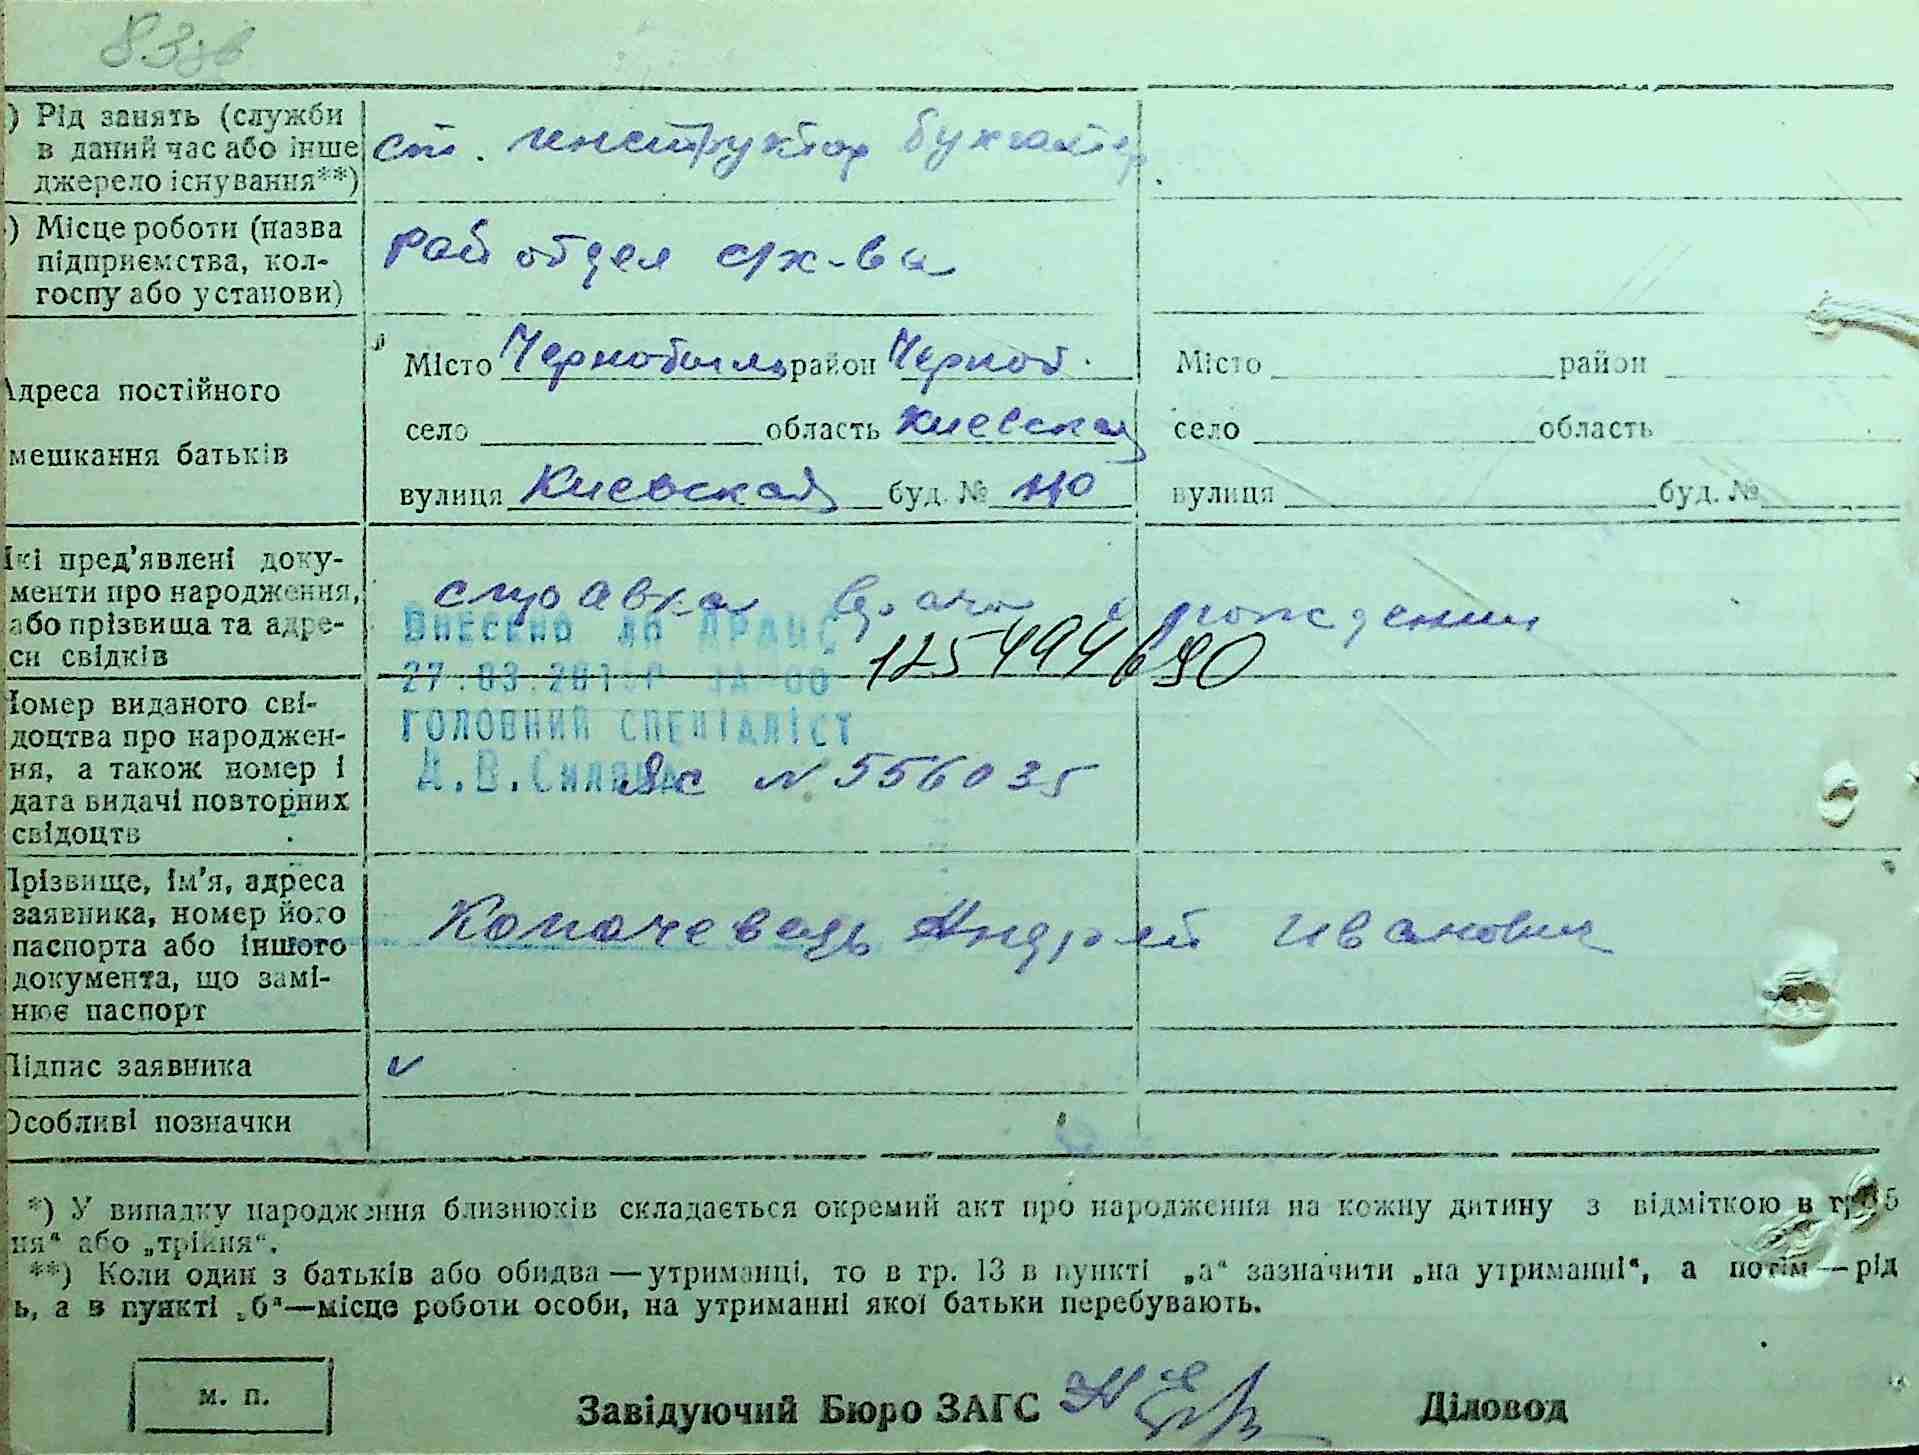 83зв
) Рід занять (служби
в даний час або інше
джерело існування**)
ст. инструктор бухгалтер
) Місце роботи (назва
підприємства, кол-
госпу або установи)
Рай отдел с/х-ва
Адреса постійного
мешкання батьків
Місто Чернобыль район Черноб.
село область Киевская
вулиця Киевская буд. № 110
Місто район
село область
вулиця буд. №
Які пред'явлені доку-
менти про народження,
або прізвища та адре-
си свідків
справка врача о рождении
Внесено до ДРАЦС
125494690
ГОЛОВНИЙ СПЕЦІАЛІСТ
Номер виданого сві-
доцтва про народжен-
ня, а також номер і
дата видачі повторних
свідоцтв
N 556035
Прізвище, ім'я, адреса
заявника, номер його
паспорта або іншого
документа, що замі-
нює паспорт
Копачевець Андрей Иванович
Підпис заявника
Особливі позначки
*) У випадку народження близнюків складається окремий акт про народження на кожну дитину з відміткою в гр. 5
ня" або „трійня".
**) Коли один з батьків або обидва—утриманці, то в гр. 13 в пункті „а" зазначити „на утриманні", а потім—рід
ь, а в пункті „б"—місце роботи особи, на утриманні якої батьки перебувають.
м. п.
Завідуючий Бюро ЗАГС
Діловод